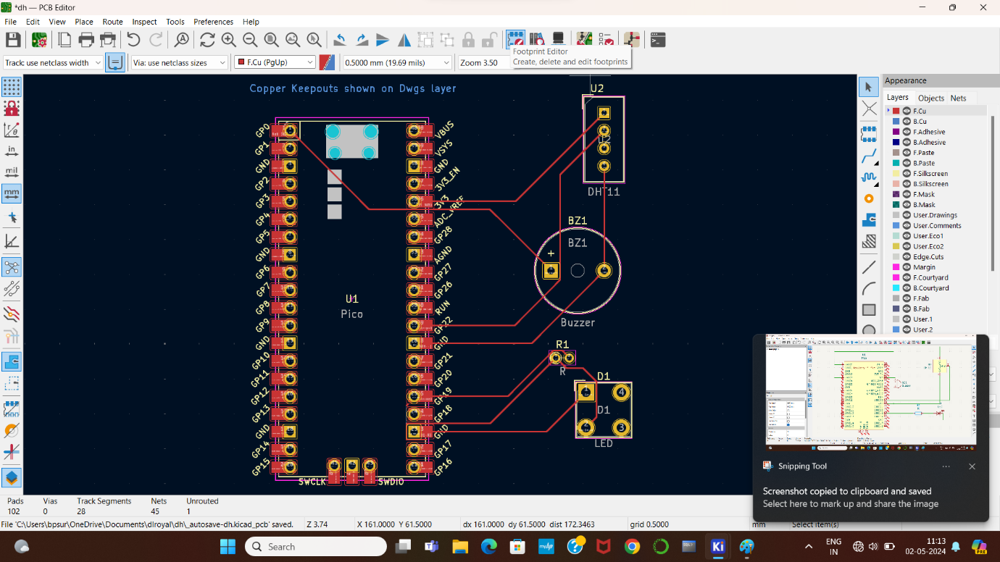 *dh — PCB Editor
File Edit View Place Route Inspect Tools Preferences Help
Track: use netclass width
Via: use netclass sizes
F.Cu (PgUp)
0.5000 mm (19.69 mils)
Zoom 3.50
Footprint Editor
Create, delete and edit footprints
in
mil
mm
Copper Keepouts shown on Dwgs layer
GP0
GP1
GND
GP2
GP3
GP4
GP5
GND
GP6
GP7
GP8
GP9
GND
GP10
GP11
GP12
GP13
GND
GP14
GP15
VBUS
VSYS
GND
3V3_EN
3V3
ADC_VREF
GP28
AGND
GP27
GP26
RUN
GP22
GND
GP21
GP20
GP19
GP18
GND
GP17
GP16
U1
Pico
SWCLK
SWDIO
U2
U2
DHT11
BZ1
BZ1
+
Buzzer
R1
R
D1
1
4
D1
2
3
LED
Appearance
Layers Objects Nets
F.Cu
B.Cu
F.Adhesive
B.Adhesive
F.Paste
B.Paste
F.Silkscreen
B.Silkscreen
F.Mask
B.Mask
User.Drawings
User.Comments
User.Eco1
User.Eco2
Edge.Cuts
Margin
F.Courtyard
B.Courtyard
F.Fab
B.Fab
User.1
User.2
Snipping Tool
Screenshot copied to clipboard and saved
Select here to mark up and share the image
Pads Vias Track Segments Nets Unrouted
102 0 28 45 1
File 'C:\Users\bpsur\OneDrive\Documents\dlroyal\dh\_autosave-dh.kicad_pcb' saved. Z 3.74 X 161.0000 Y 61.5000 dx 161.0000 dy 61.5000 dist 172.3463 grid 0.5000 mm Select item(s)
Search
ENG
IN
11:13
02-05-2024